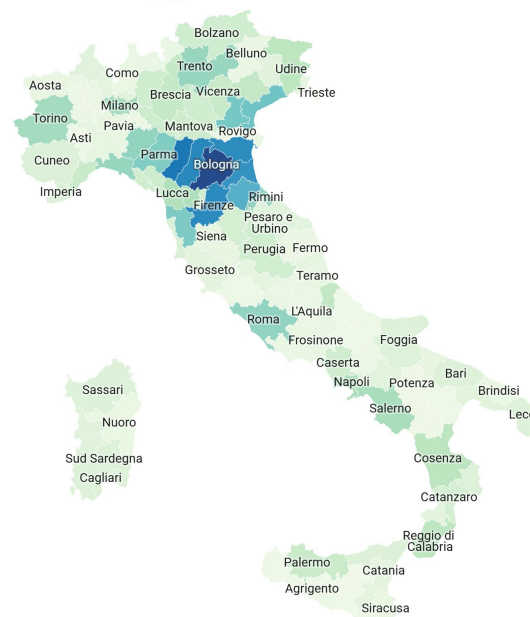 Bolzano
Belluno
Trento
Udine
Como
Aosta
Brescia
Vicenza
Trieste
Milano
Torino
Pavia
Mantova
Rovigo
Asti
Parma
Cuneo
Bologna
Imperia
Lucca
Rimini
Firenze
Pesaro e
Urbino
Siena
Perugia
Fermo
Grosseto
Teramo
L'Aquila
Roma
Frosinone
Foggia
Caserta
Bari
Napoli
Potenza
Brindisi
Sassari
Salerno
Lecc
Nuoro
Sud Sardegna
Cosenza
Cagliari
Catanzaro
Reggio di
Calabria
Palermo
Catania
Agrigento
Siracusa